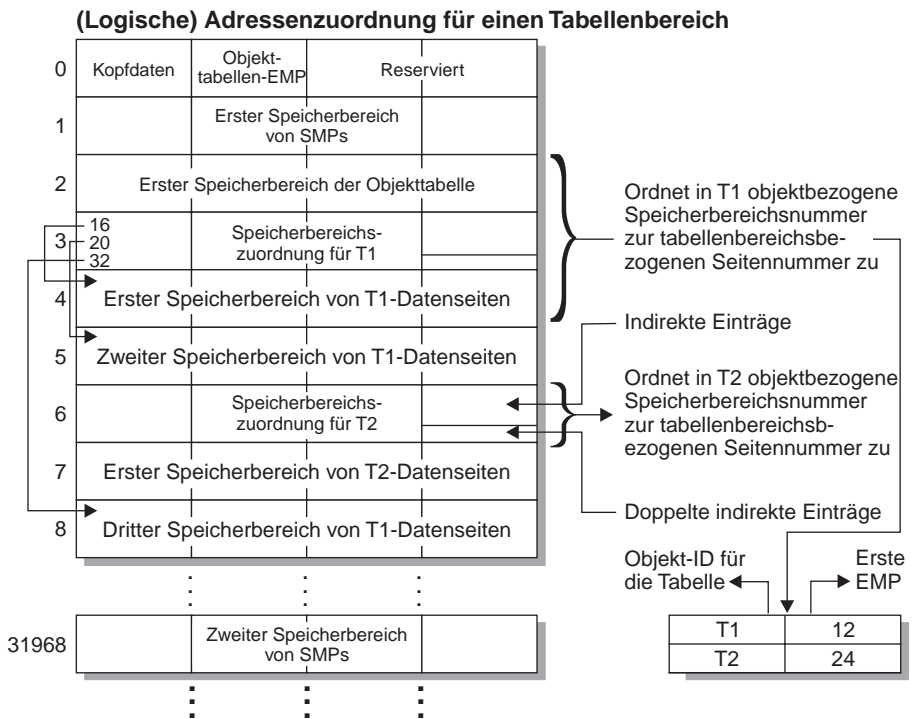 (Logische) Adressenzuordnung für einen Tabellenbereich
0
Kopfdaten
Objekt-
tabellen-EMP
Reserviert
1
Erster Speicherbereich
von SMPs
2
Erster Speicherbereich der Objekttabelle
3
16
20
32
Speicherbereichs-
zuordnung für T1
4
Erster Speicherbereich von T1-Datenseiten
5
Zweiter Speicherbereich von T1-Datenseiten
6
Speicherbereichs-
zuordnung für T2
7
Erster Speicherbereich von T2-Datenseiten
8
Dritter Speicherbereich von T1-Datenseiten
31968
Zweiter Speicherbereich
von SMPs
Ordnet in T1 objektbezogene
Speicherbereichsnummer
zur tabellenbereichsbe-
zogenen Seitennummer zu
Indirekte Einträge
Ordnet in T2 objektbezogene
Speicherbereichsnummer
zur tabellenbereichsb-
ezogenen Seitennummer zu
Doppelte indirekte Einträge
Objekt-ID für
die Tabelle
Erste
EMP
T1 12
T2 24